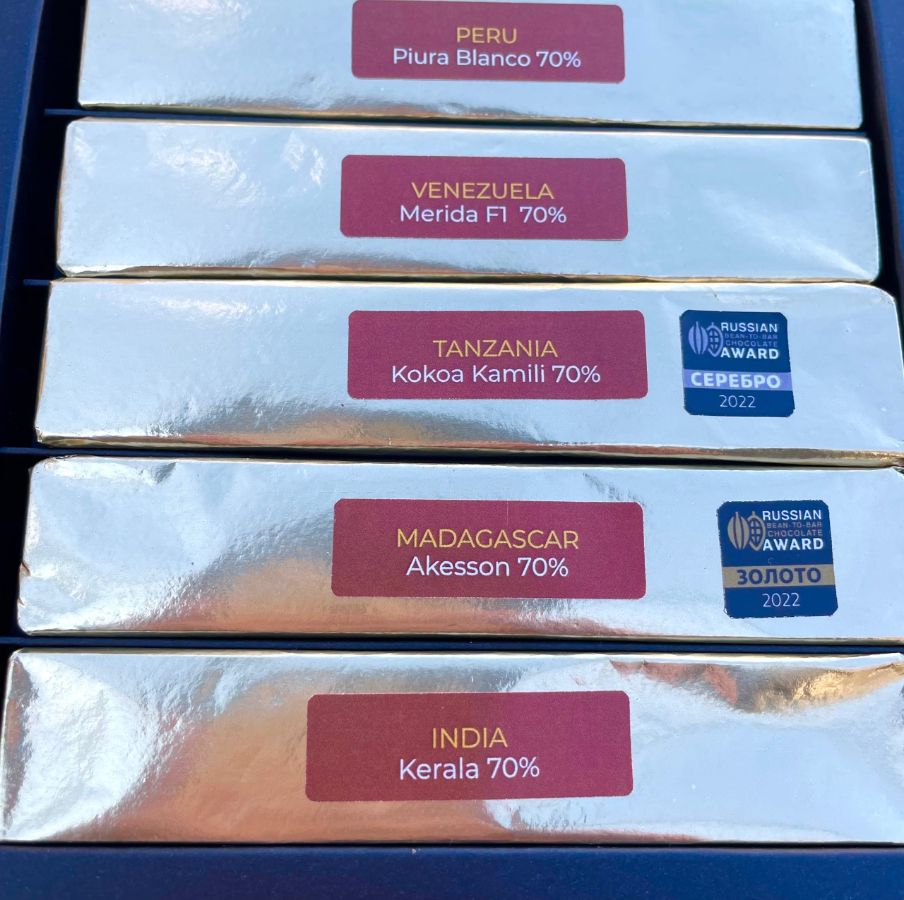 PERU
Piura Blanco 70%
VENEZUELA
Merida F1 70%
TANZANIA
Kokoa Kamili 70%
RUSSIAN
BEAN-TO-BAR
CHOCOLATE
AWARD
СЕРЕБРО
2022
MADAGASCAR
Akesson 70%
RUSSIAN
BEAN-TO-BAR
CHOCOLATE
AWARD
ЗОЛОТО
2022
INDIA
Kerala 70%